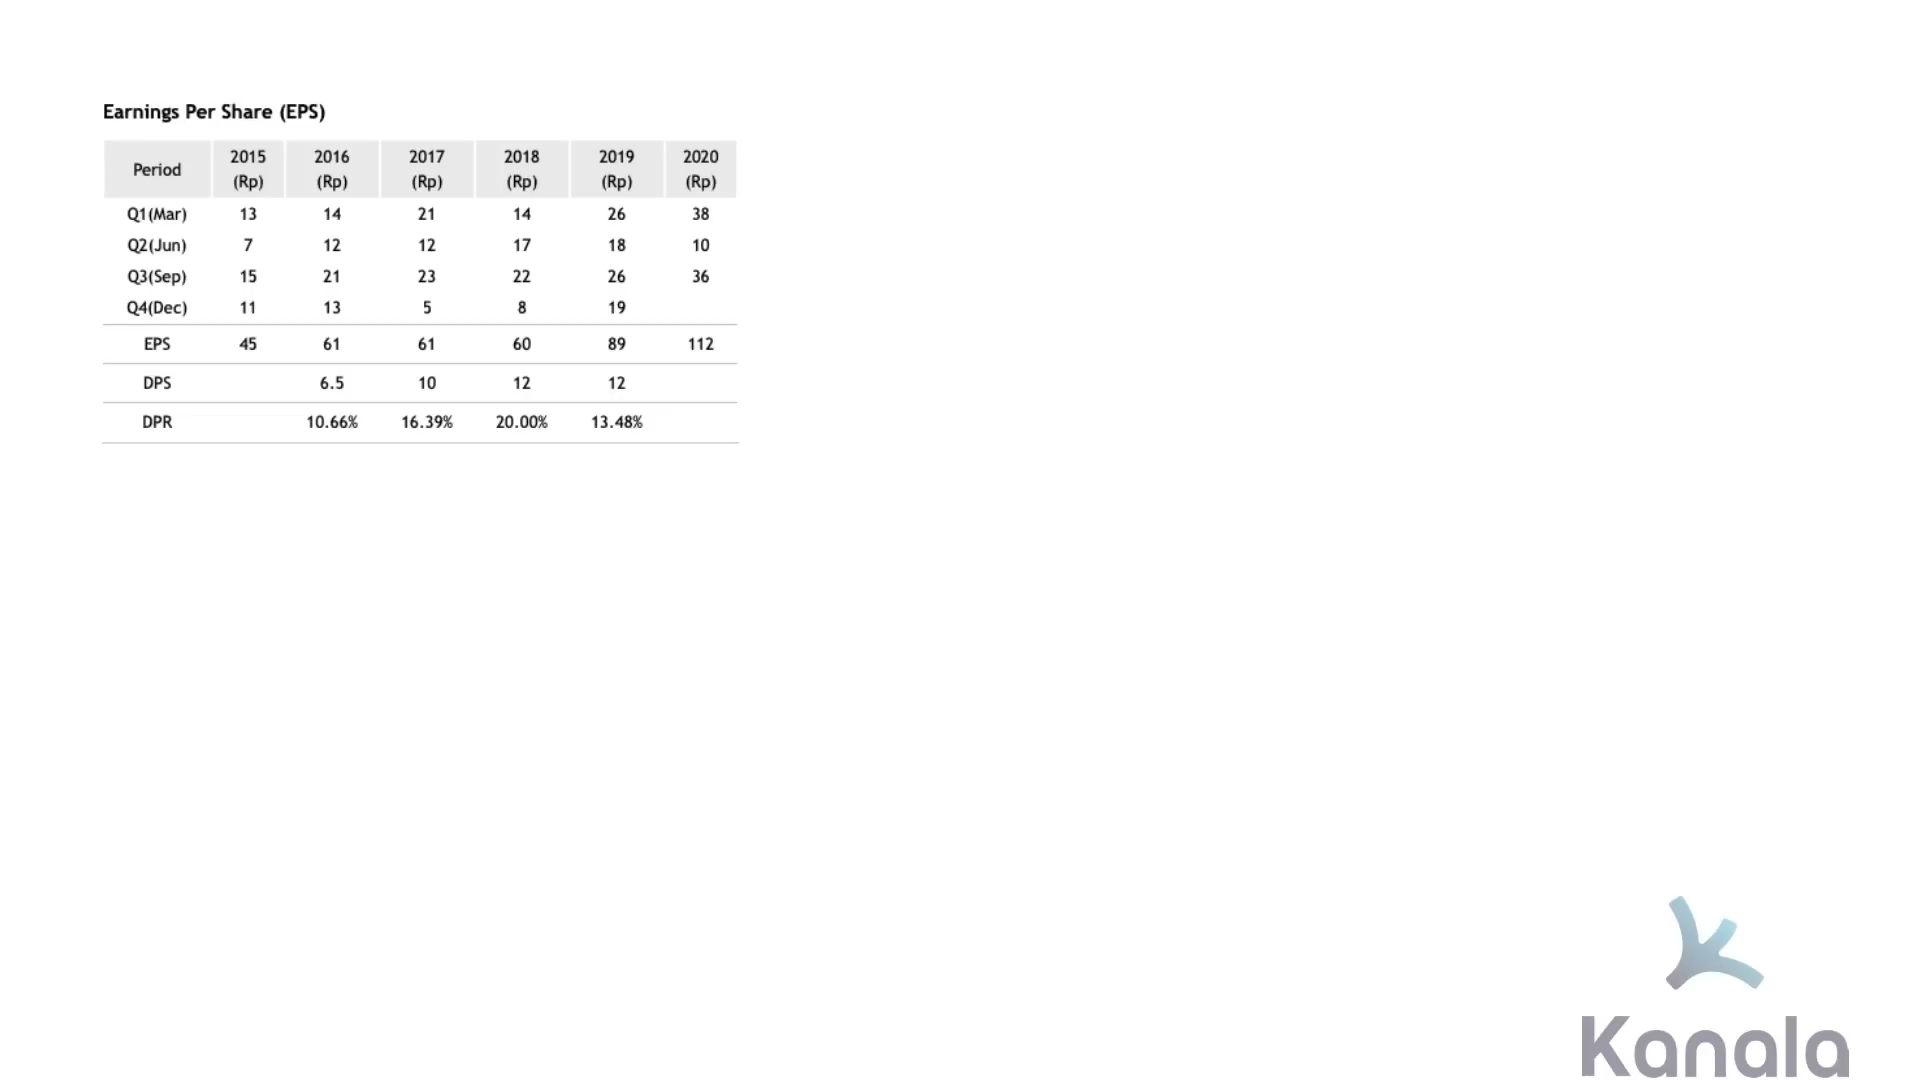 Earnings Per Share (EPS)
Period 2015 (Rp) 2016 (Rp) 2017 (Rp) 2018 (Rp) 2019 (Rp) 2020 (Rp)
Q1(Mar) 13 14 21 14 26 38
Q2(Jun) 7 12 12 17 18 10
Q3(Sep) 15 21 23 22 26 36
Q4(Dec) 11 13 5 8 19
EPS 45 61 61 60 89 112
DPS 6.5 10 12 12
DPR 10.66% 16.39% 20.00% 13.48%
Kanala